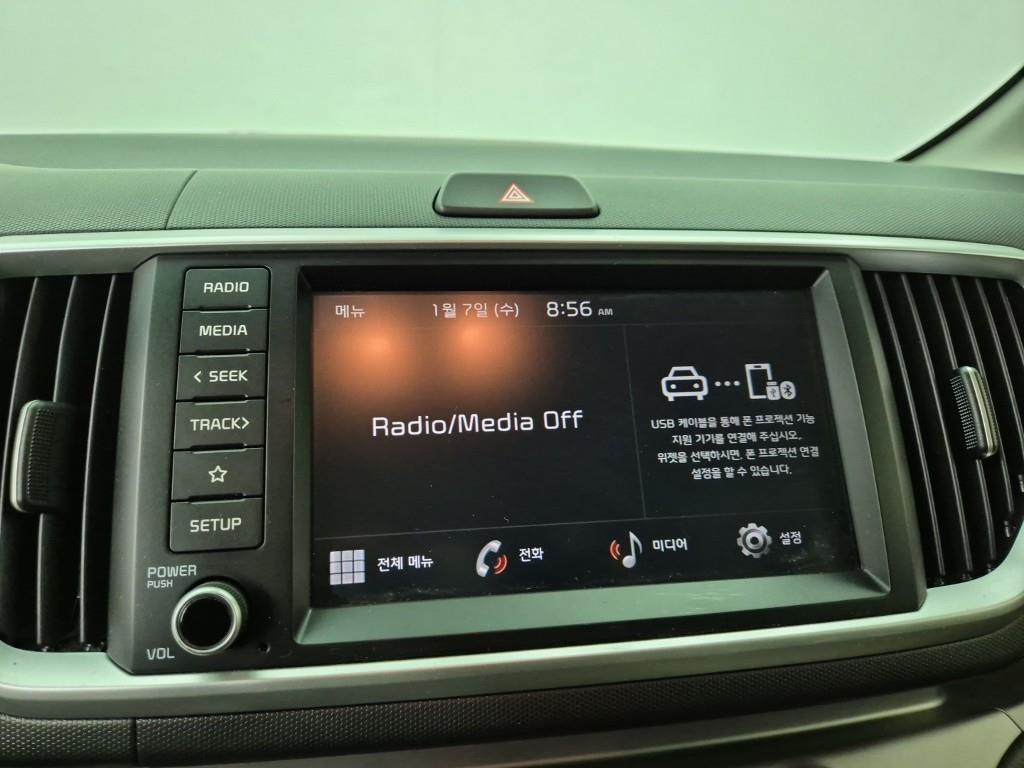 RADIO
MEDIA
< SEEK
TRACK>
SETUP
POWER
PUSH
VOL
메뉴
1월 7일 (수) 8:56 AM
Radio/Media Off
USB 케이블을 통해 폰 프로젝션 기능
지원 기기를 연결해 주십시오.
위젯을 선택하시면, 폰 프로젝션 연결
설정을 할 수 있습니다.
전체 메뉴
전화
미디어
설정